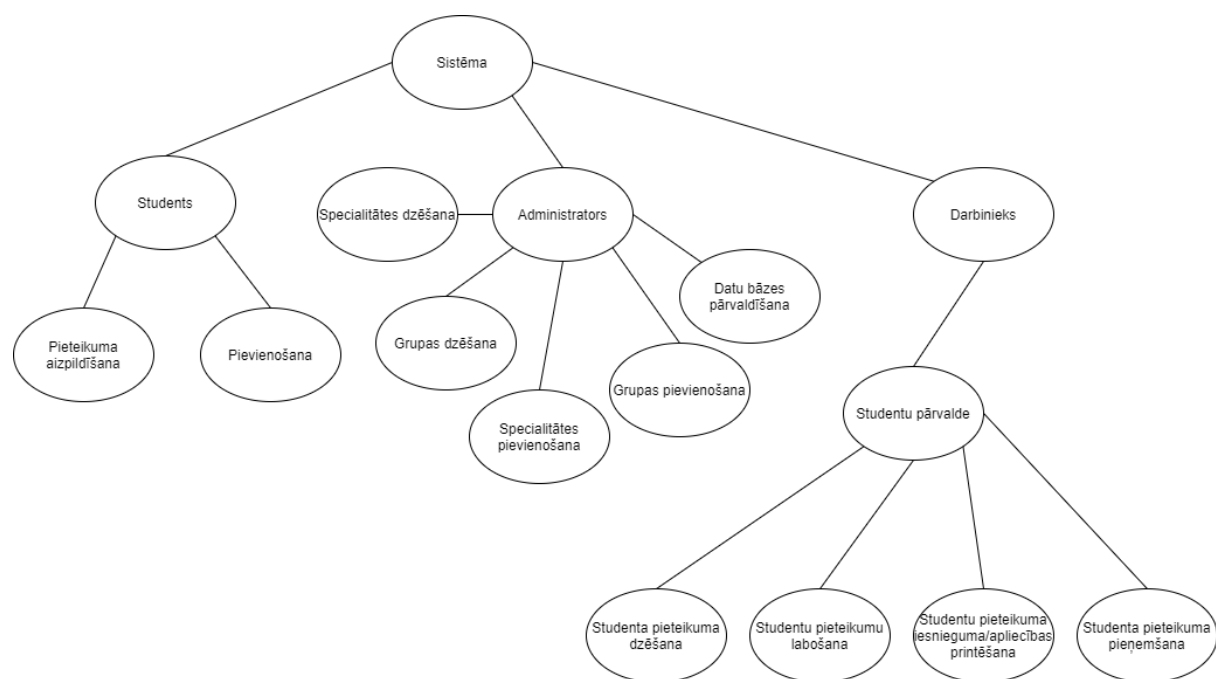 Sistēma
Students
Specialitātes dzēšana
Administrators
Darbinieks
Datu bāzes
pārvaldīšana
Pieteikuma
aizpildīšana
Pievienošana
Grupas dzēšana
Grupas pievienošana
Specialitātes
pievienošana
Studentu pārvalde
Studenta pieteikuma
dzēšana
Studentu pieteikumu
labošana
Studentu pieteikuma
iesnieguma/apliecības
printēšana
Studenta pieteikuma
pieņemšana